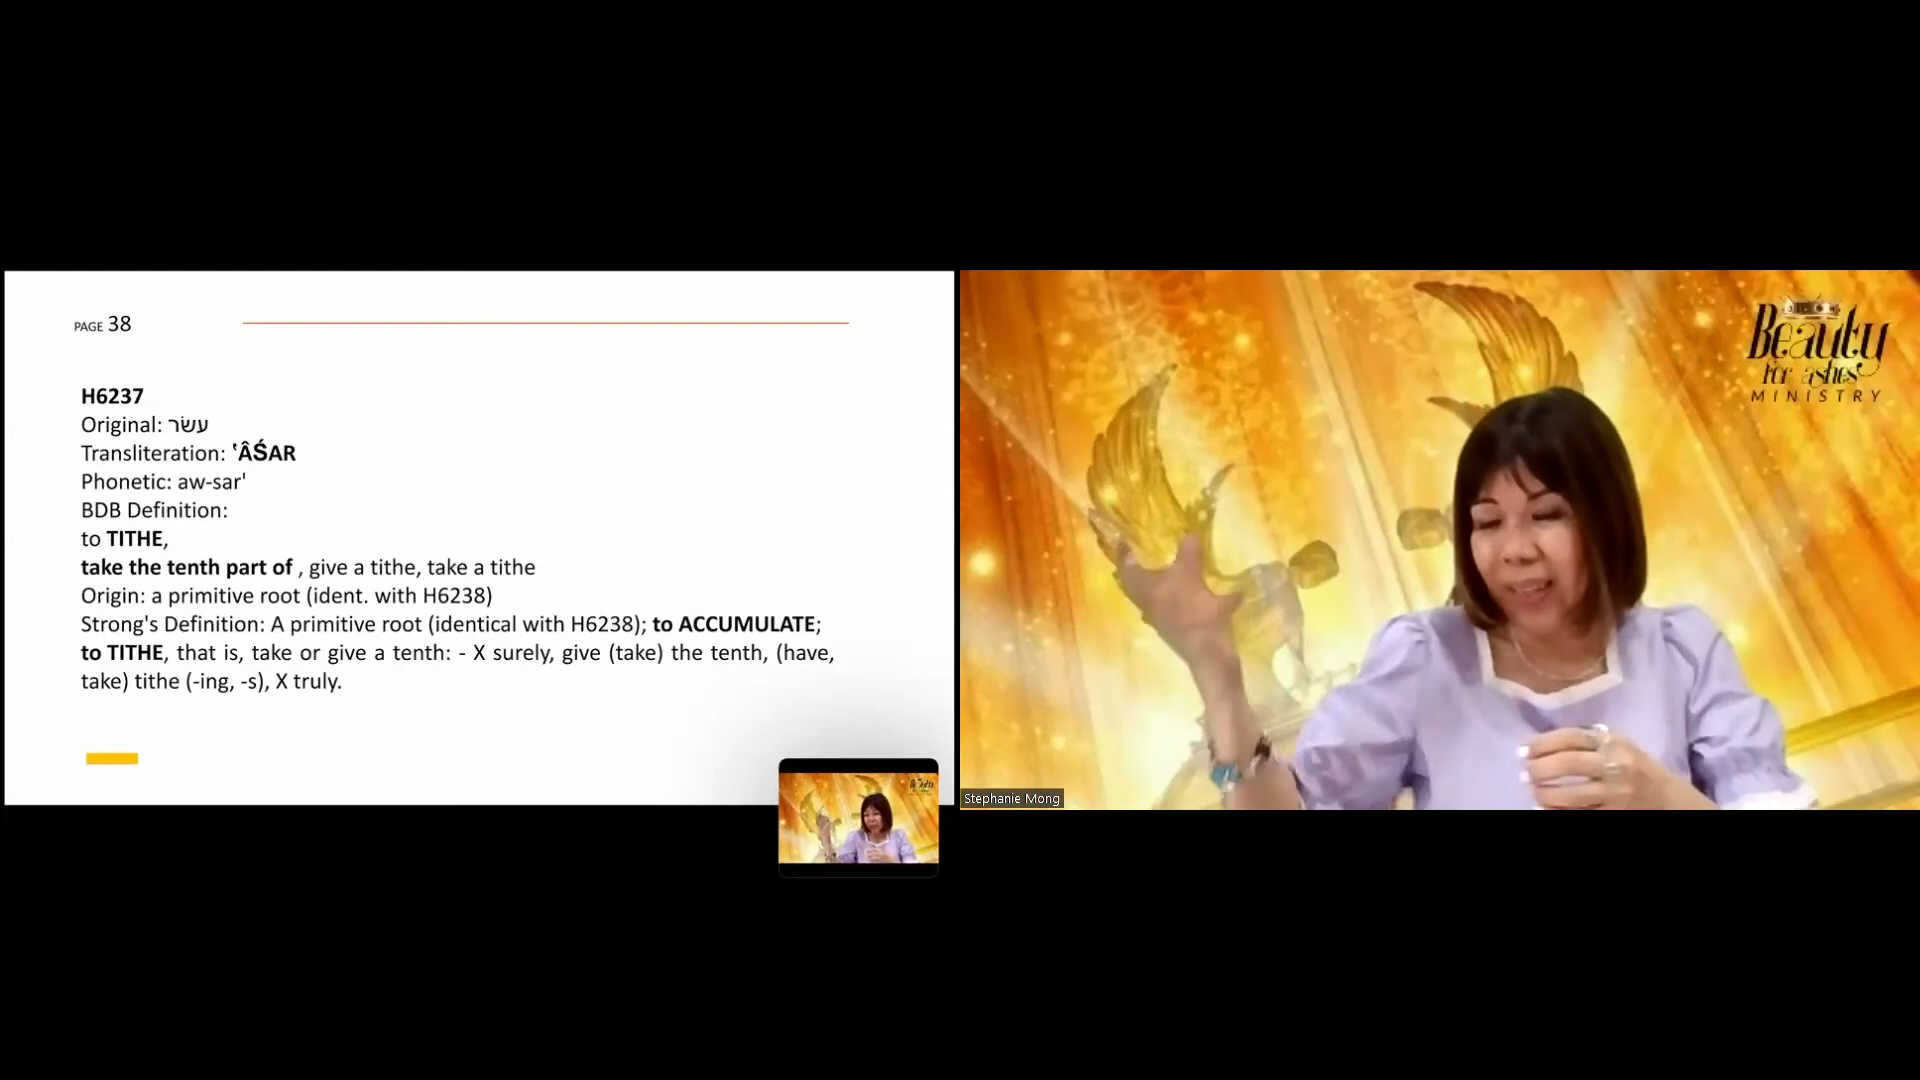 PAGE 38
H6237
Original: עשׂר
Transliteration: ʽÂŚAR
Phonetic: aw-sar'
BDB Definition:
to TITHE,
take the tenth part of , give a tithe, take a tithe
Origin: a primitive root (ident. with H6238)
Strong's Definition: A primitive root (identical with H6238); to ACCUMULATE;
to TITHE, that is, take or give a tenth: - X surely, give (take) the tenth, (have,
take) tithe (-ing, -s), X truly.
Beauty
For ashes
MINISTRY
Stephanie Mong